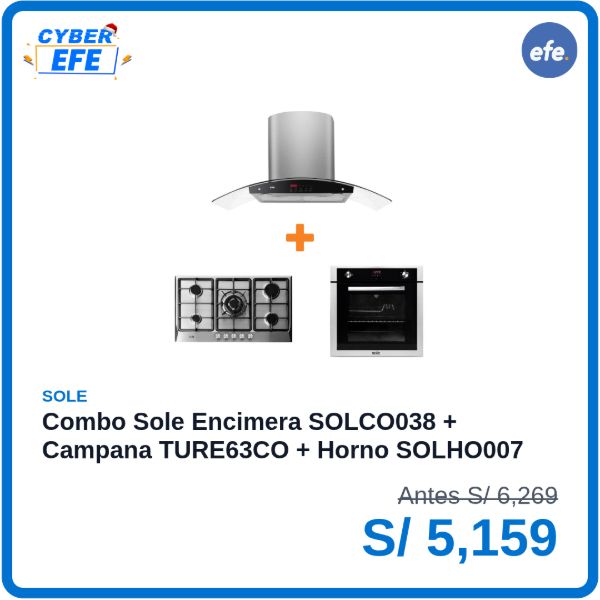 CYBER
EFE
efe.
SOLE
Combo Sole Encimera SOLCO038 +
Campana TURE63CO + Horno SOLHO007
Antes S/ 6,269
S/ 5,159